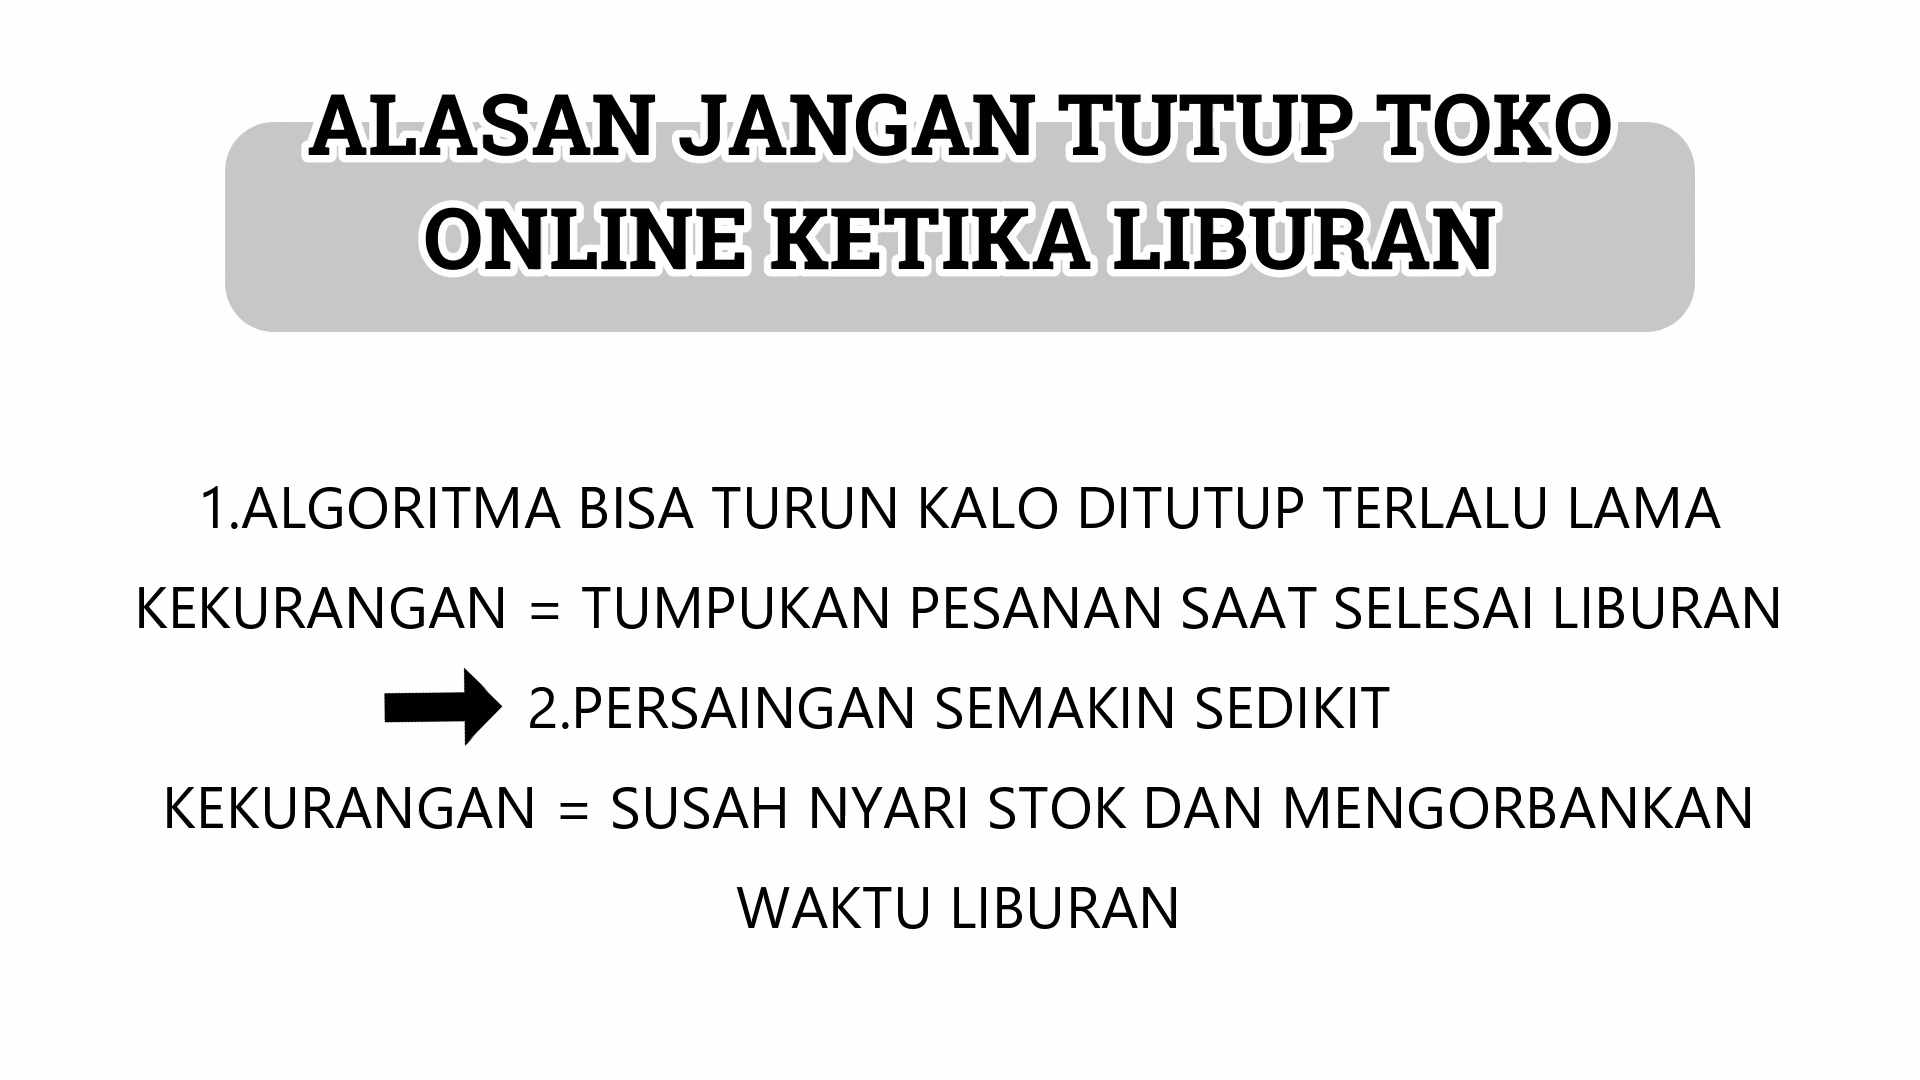 ALASAN JANGAN TUTUP TOKO
ONLINE KETIKA LIBURAN
1.ALGORITMA BISA TURUN KALO DITUTUP TERLALU LAMA
KEKURANGAN = TUMPUKAN PESANAN SAAT SELESAI LIBURAN
2.PERSAINGAN SEMAKIN SEDIKIT
KEKURANGAN = SUSAH NYARI STOK DAN MENGORBANKAN
WAKTU LIBURAN